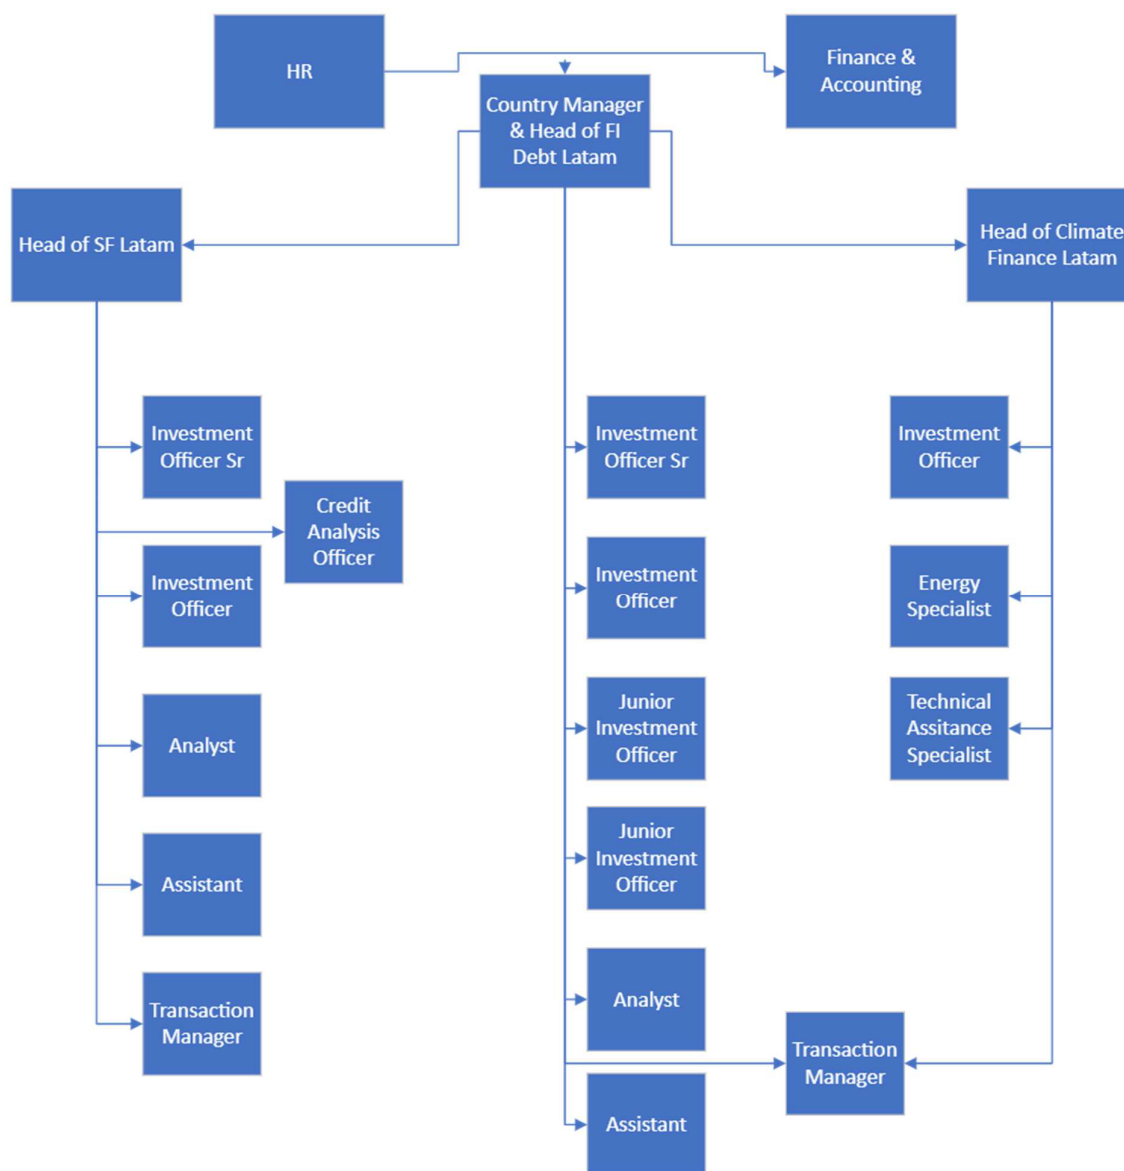 HR
Finance &
Accounting
Country Manager
& Head of FI
Debt Latam
Head of SF Latam
Head of Climate
Finance Latam
Investment
Officer Sr
Investment
Officer Sr
Investment
Officer
Credit
Analysis
Officer
Investment
Officer
Investment
Officer
Energy
Specialist
Junior
Investment
Officer
Technical
Assitance
Specialist
Analyst
Junior
Investment
Officer
Assistant
Analyst
Transaction
Manager
Transaction
Manager
Assistant